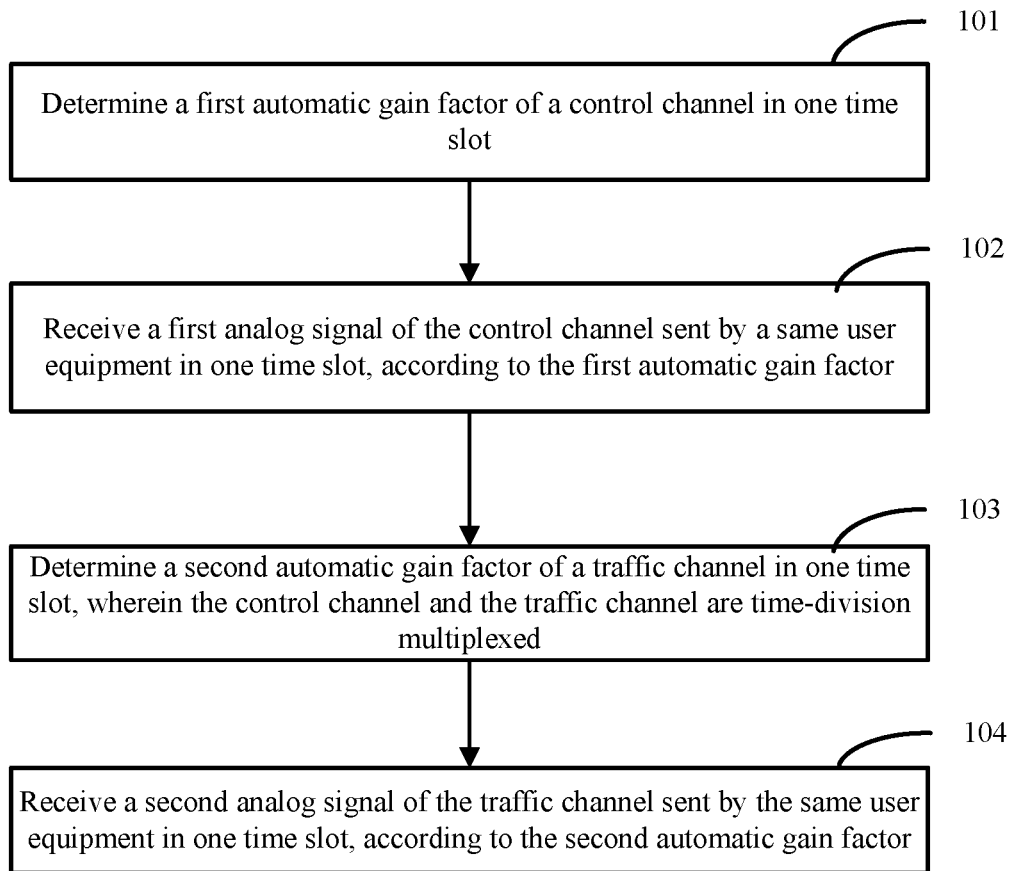 101
Determine a first automatic gain factor of a control channel in one time
slot
102
Receive a first analog signal of the control channel sent by a same user
equipment in one time slot, according to the first automatic gain factor
103
Determine a second automatic gain factor of a traffic channel in one time
slot, wherein the control channel and the traffic channel are time-division
multiplexed
104
Receive a second analog signal of the traffic channel sent by the same user
equipment in one time slot, according to the second automatic gain factor